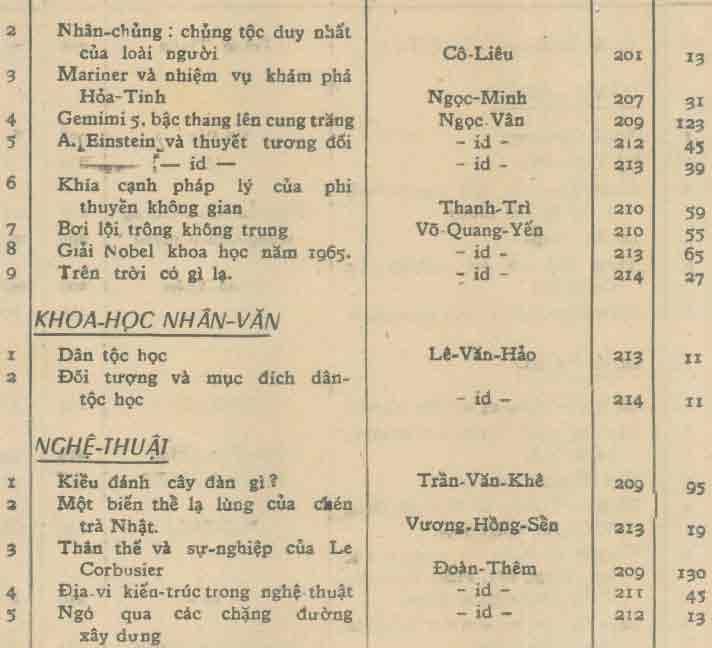 2 Nhân-chủng : chủng tộc duy nhất
của loài người Cô-Liêu 201 13
3 Mariner và nhiệm vụ khám phá
Hỏa-Tinh Ngọc-Minh 207 31
4 Gemimi 5. bậc thang lên cung trăng Ngọc-Vân 209 123
5 A. Einstein và thuyết tương đối – id – 212 45
— id — – id – 213 39
6 Khía cạnh pháp lý của phi
thuyền không gian Thanh-Trì 210 59
7 Bơi lội trông không trung Võ-Quang-Yến 210 55
8 Giải Nobel khoa học năm 1965. – id – 213 65
9 Trên trời có gì lạ. – id – 214 27
KHOA-HỌC NHÂN-VĂN
1 Dân tộc học Lê-Văn-Hảo 213 11
2 Đối tượng và mục đích dân-
tộc học – id – 214 11
NGHỆ-THUẬT
1 Kiều đánh cây đàn gì ? Trần-Văn-Khê 209 95
2 Một biến thể lạ lùng của chén
trà Nhật. Vương-Hồng-Sền 213 19
3 Thân thế và sự-nghiệp của Le
Corbusier Đoàn-Thêm 209 130
4 Địa-vi kiến-trúc trong nghệ thuật – id – 211 45
5 Ngó qua các chặng đường – id – 212 13
xây dưng